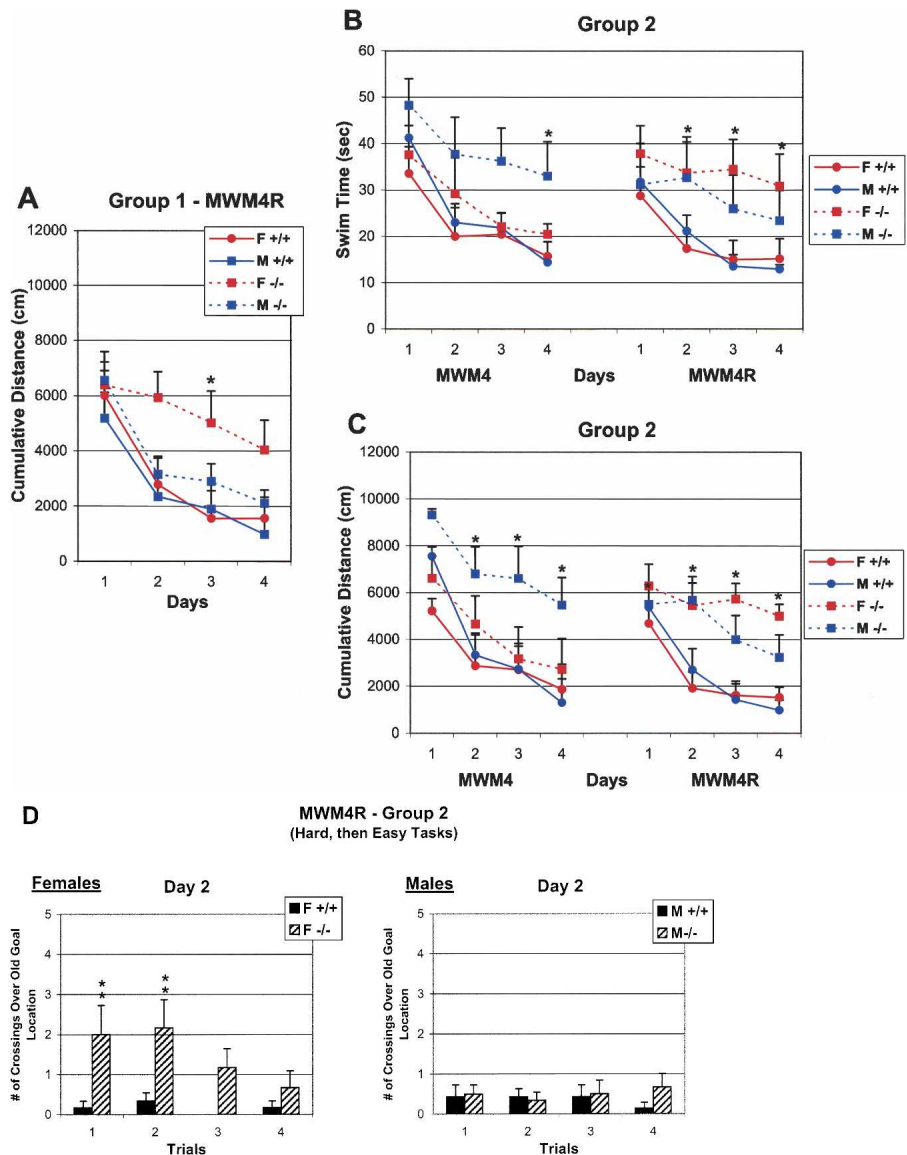 A
Group 1 - MWM4R
Cumulative Distance (cm)
12000
10000
8000
6000
4000
2000
0
F +/+
M +/+
F -/-
M -/-
*
1 2 3 4
Days
B
Group 2
Swim Time (sec)
60
50
40
30
20
10
0
* * * *
F +/+
M +/+
F -/-
M -/-
1 2 3 4 1 2 3 4
MWM4 Days MWM4R
C
Group 2
Cumulative Distance (cm)
12000
10000
8000
6000
4000
2000
0
* * * * * *
F +/+
M +/+
F -/-
M -/-
1 2 3 4 1 2 3 4
MWM4 Days MWM4R
D
MWM4R - Group 2
(Hard, then Easy Tasks)
Females Day 2
# of Crossings Over Old Goal
Location
5
4
3
2
1
0
F +/+
F -/-
** **
1 2 3 4
Trials
Males Day 2
# of Crossings Over Old Goal
Location
5
4
3
2
1
0
M +/+
M-/-
1 2 3 4
Trials